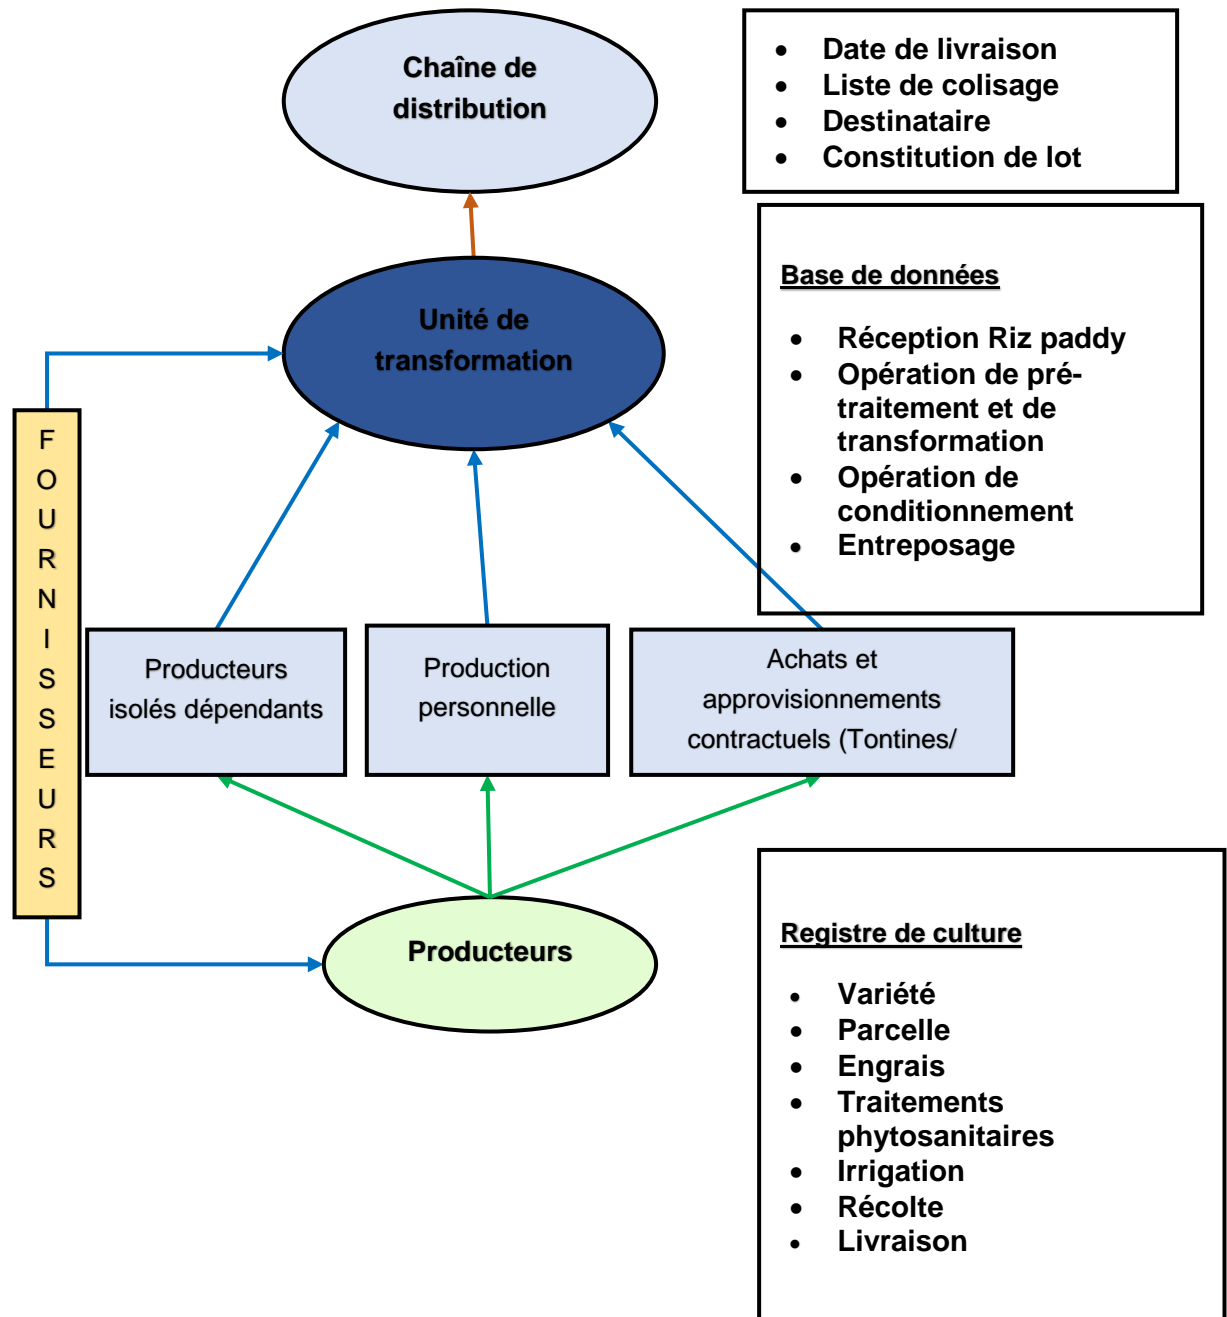 Chaîne de
distribution
• Date de livraison
• Liste de colisage
• Destinataire
• Constitution de lot
Unité de
transformation
Base de données
• Réception Riz paddy
• Opération de pré-
traitement et de
transformation
• Opération de
conditionnement
• Entreposage
F
O
U
R
N
I
S
S
E
U
R
S
Producteurs
isolés dépendants
Production
personnelle
Achats et
approvisionnements
contractuels (Tontines/
Producteurs
Registre de culture
• Variété
• Parcelle
• Engrais
• Traitements
phytosanitaires
• Irrigation
• Récolte
• Livraison